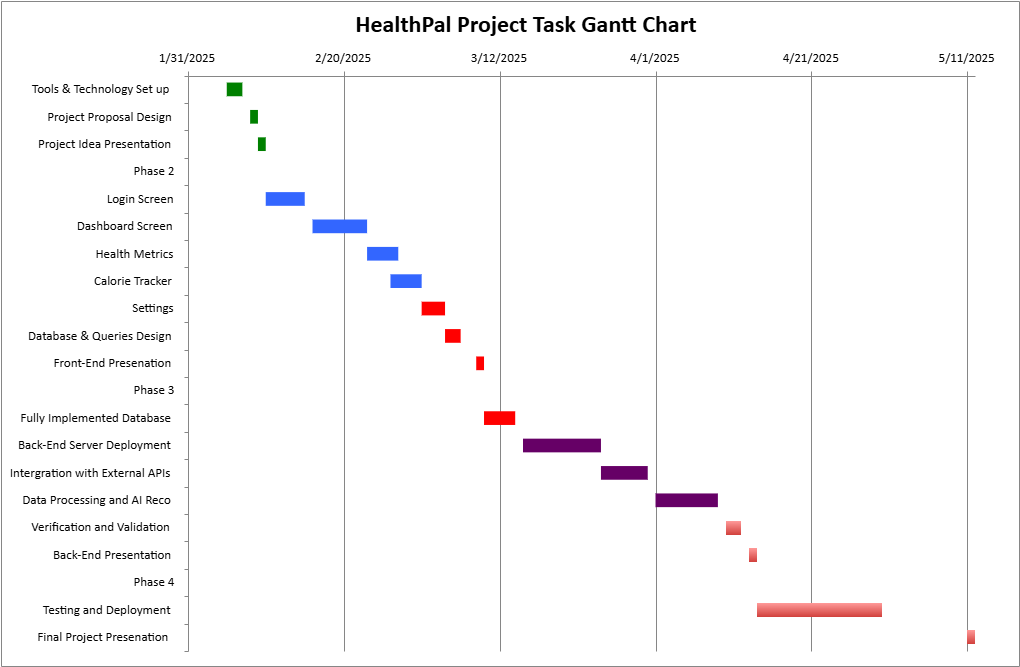 HealthPal Project Task Gantt Chart
1/31/2025 2/20/2025 3/12/2025 4/1/2025 4/21/2025 5/11/2025
Tools & Technology Set up
Project Proposal Design
Project Idea Presentation
Phase 2
Login Screen
Dashboard Screen
Health Metrics
Calorie Tracker
Settings
Database & Queries Design
Front-End Presenation
Phase 3
Fully Implemented Database
Back-End Server Deployment
Intergration with External APIs
Data Processing and AI Reco
Verification and Validation
Back-End Presentation
Phase 4
Testing and Deployment
Final Project Presenation